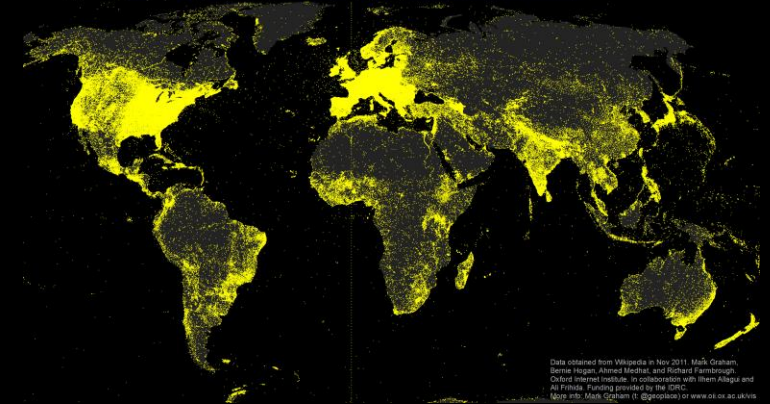 Data obtained from Wikipedia in Nov 2011. Mark Graham,
Bernie Hogan, Ahmed Medhat, and Richard Farmbrough.
Oxford Internet Institute. In collaboration with Ilhem Allagui and
Ali Frihida. Funding provided by the IDRC.
More info: Mark Graham (t: @geoplace) or www.oii.ox.ac.uk/vis